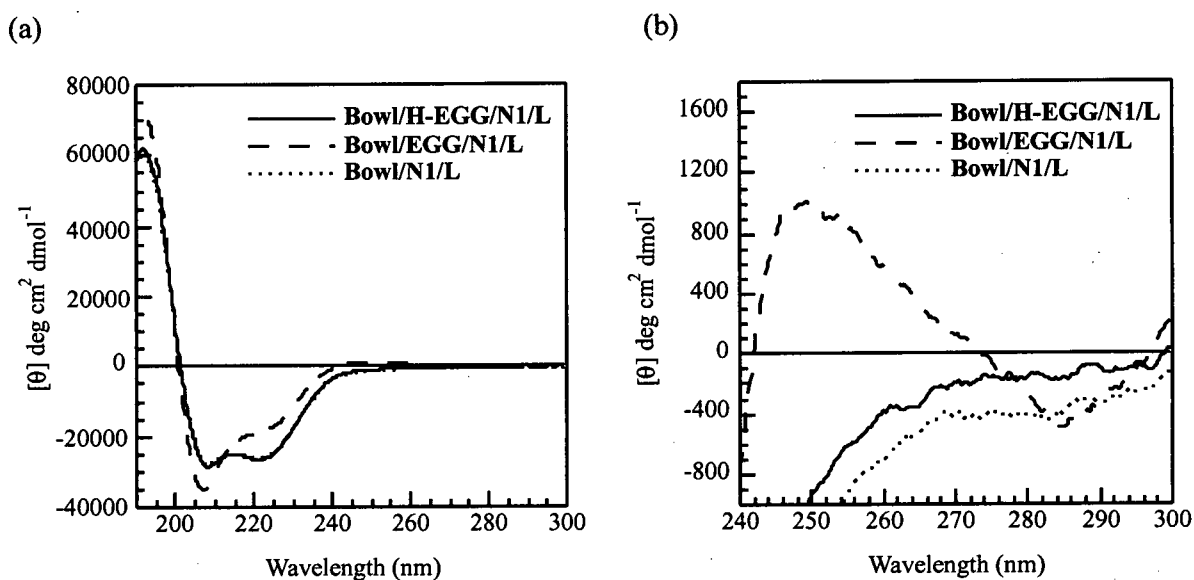 (a)
(b)
Bowl/H-EGG/N1/L
Bowl/EGG/N1/L
Bowl/N1/L
[θ] deg cm² dmol⁻¹
80000
60000
40000
20000
0
-20000
-40000
200 220 240 260 280 300
Wavelength (nm)
Bowl/H-EGG/N1/L
Bowl/EGG/N1/L
Bowl/N1/L
[θ] deg cm² dmol⁻¹
1600
1200
800
400
0
-400
-800
240 250 260 270 280 290 300
Wavelength (nm)